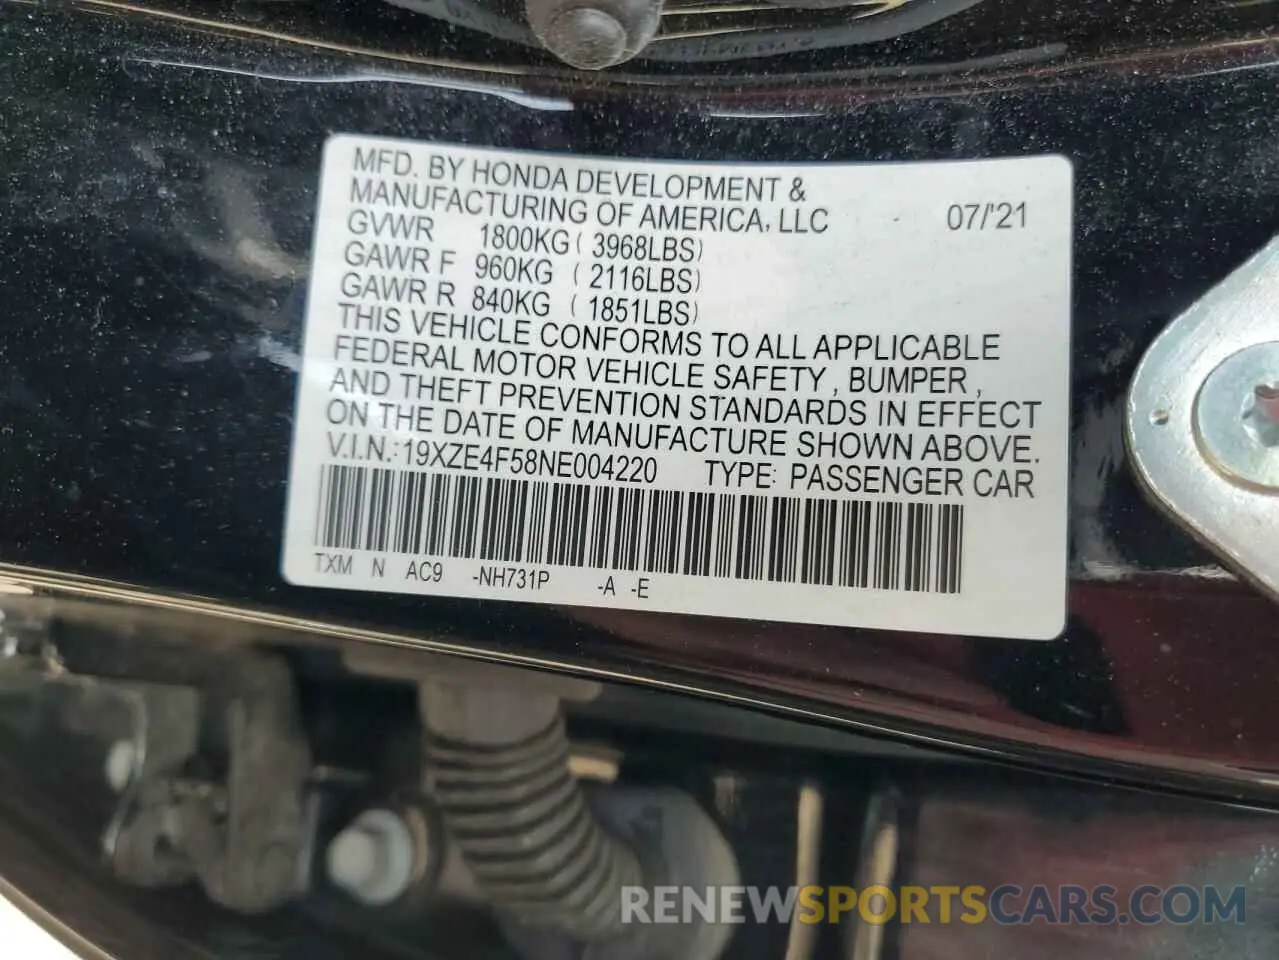 MFD. BY HONDA DEVELOPMENT &
MANUFACTURING OF AMERICA, LLC 07/'21
GVWR 1800KG ( 3968LBS)
GAWR F 960KG ( 2116LBS)
GAWR R 840KG ( 1851LBS)
THIS VEHICLE CONFORMS TO ALL APPLICABLE
FEDERAL MOTOR VEHICLE SAFETY , BUMPER ,
AND THEFT PREVENTION STANDARDS IN EFFECT
ON THE DATE OF MANUFACTURE SHOWN ABOVE.
V.I.N.: 19XZE4F58NE004220 TYPE: PASSENGER CAR
TXM N AC9 -NH731P -A -E
RENEWSPORTSCARS.COM